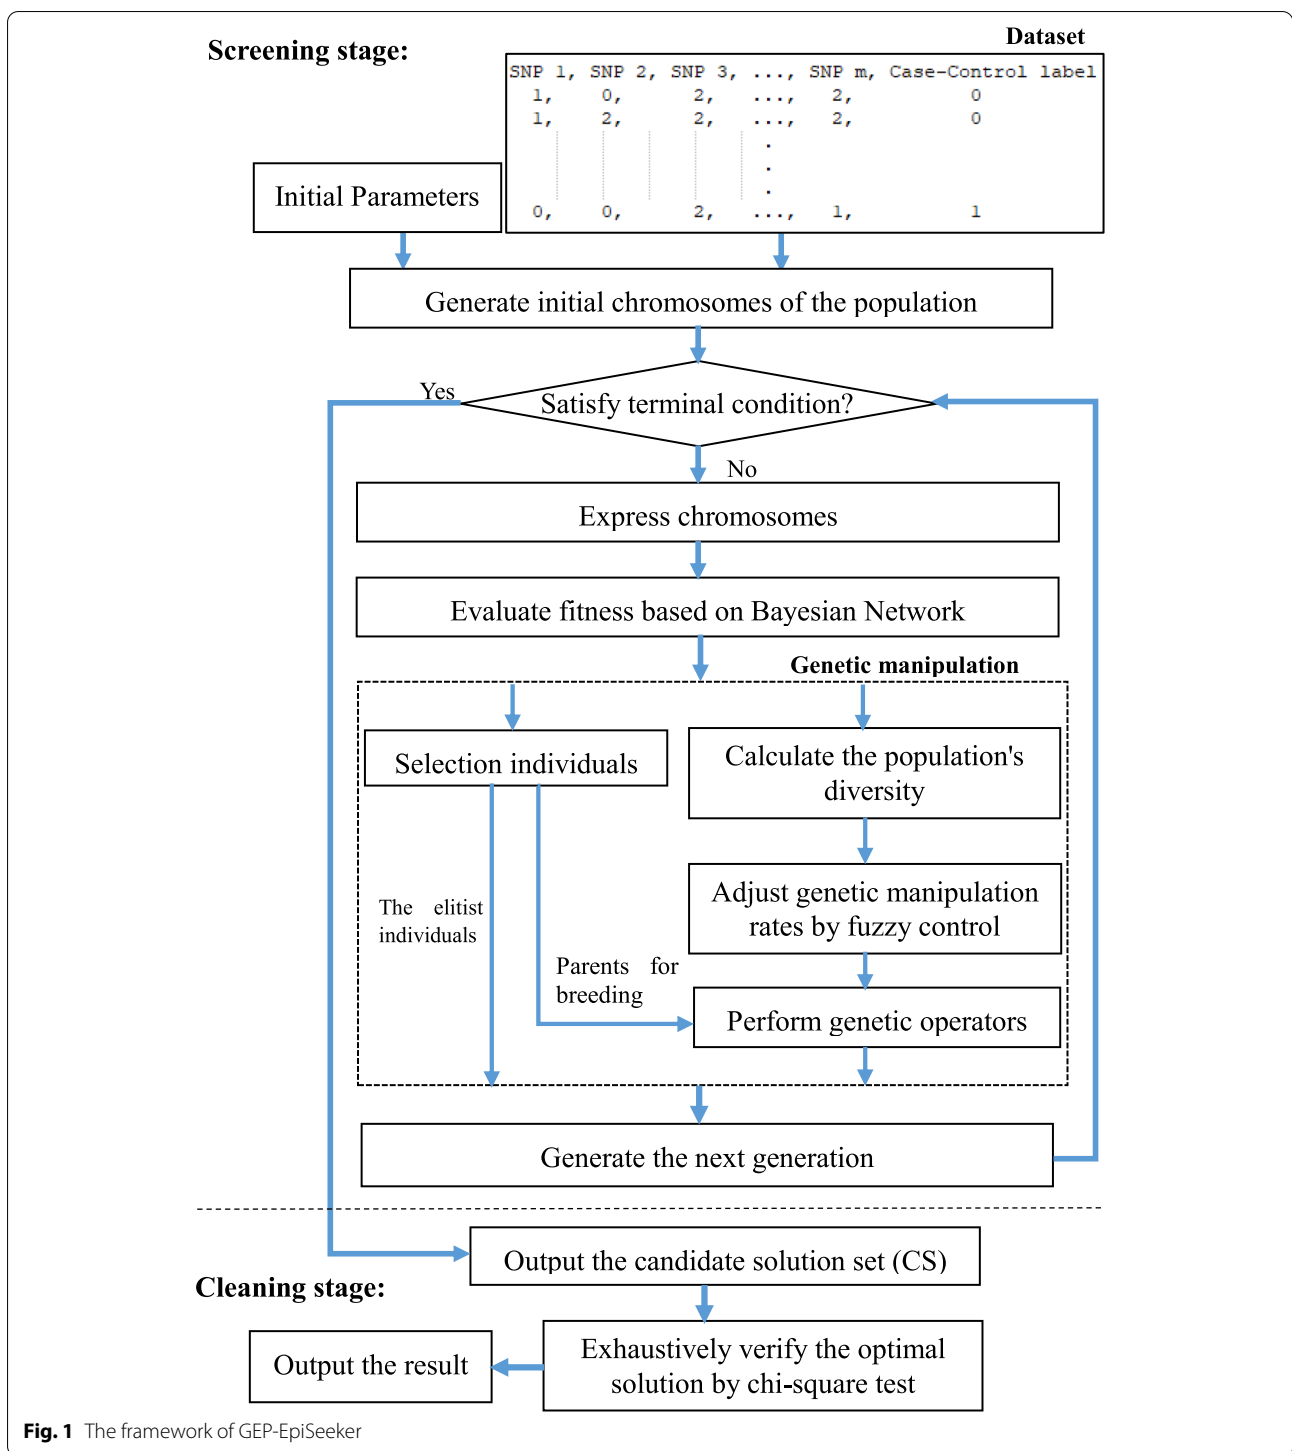 Screening stage:
Dataset
SNP 1, SNP 2, SNP 3, ..., SNP m, Case-Control label
1, 0, 2, ..., 2, 0
1, 2, 2, ..., 2, 0
.
.
.
0, 0, 2, ..., 1, 1
Initial Parameters
Generate initial chromosomes of the population
Satisfy terminal condition?
Yes
No
Express chromosomes
Evaluate fitness based on Bayesian Network
Genetic manipulation
Selection individuals
Calculate the population's
diversity
Adjust genetic manipulation
rates by fuzzy control
The elitist
individuals
Parents for
breeding
Perform genetic operators
Generate the next generation
Output the candidate solution set (CS)
Cleaning stage:
Exhaustively verify the optimal
solution by chi-square test
Output the result
Fig. 1 The framework of GEP-EpiSeeker